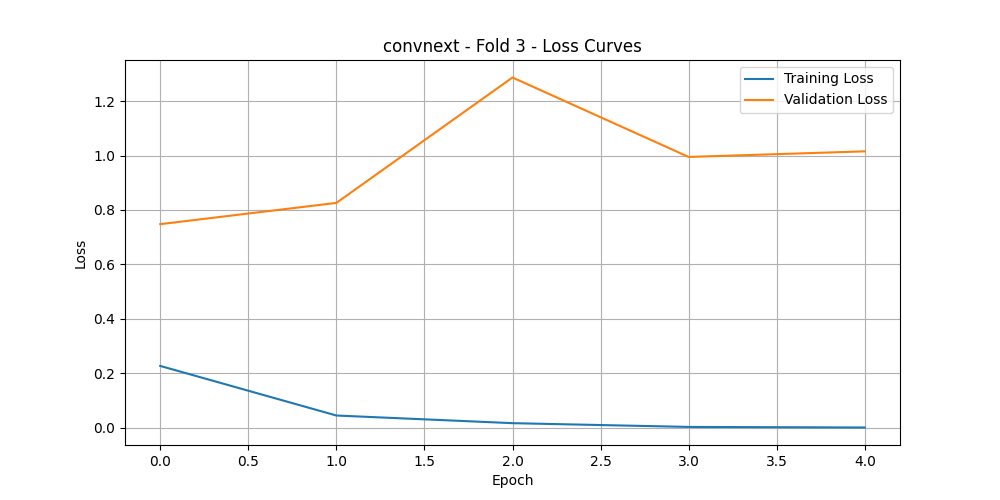 convnext - Fold 3 - Loss Curves
Training Loss
Validation Loss
Loss
1.2
1.0
0.8
0.6
0.4
0.2
0.0
0.0 0.5 1.0 1.5 2.0 2.5 3.0 3.5 4.0
Epoch